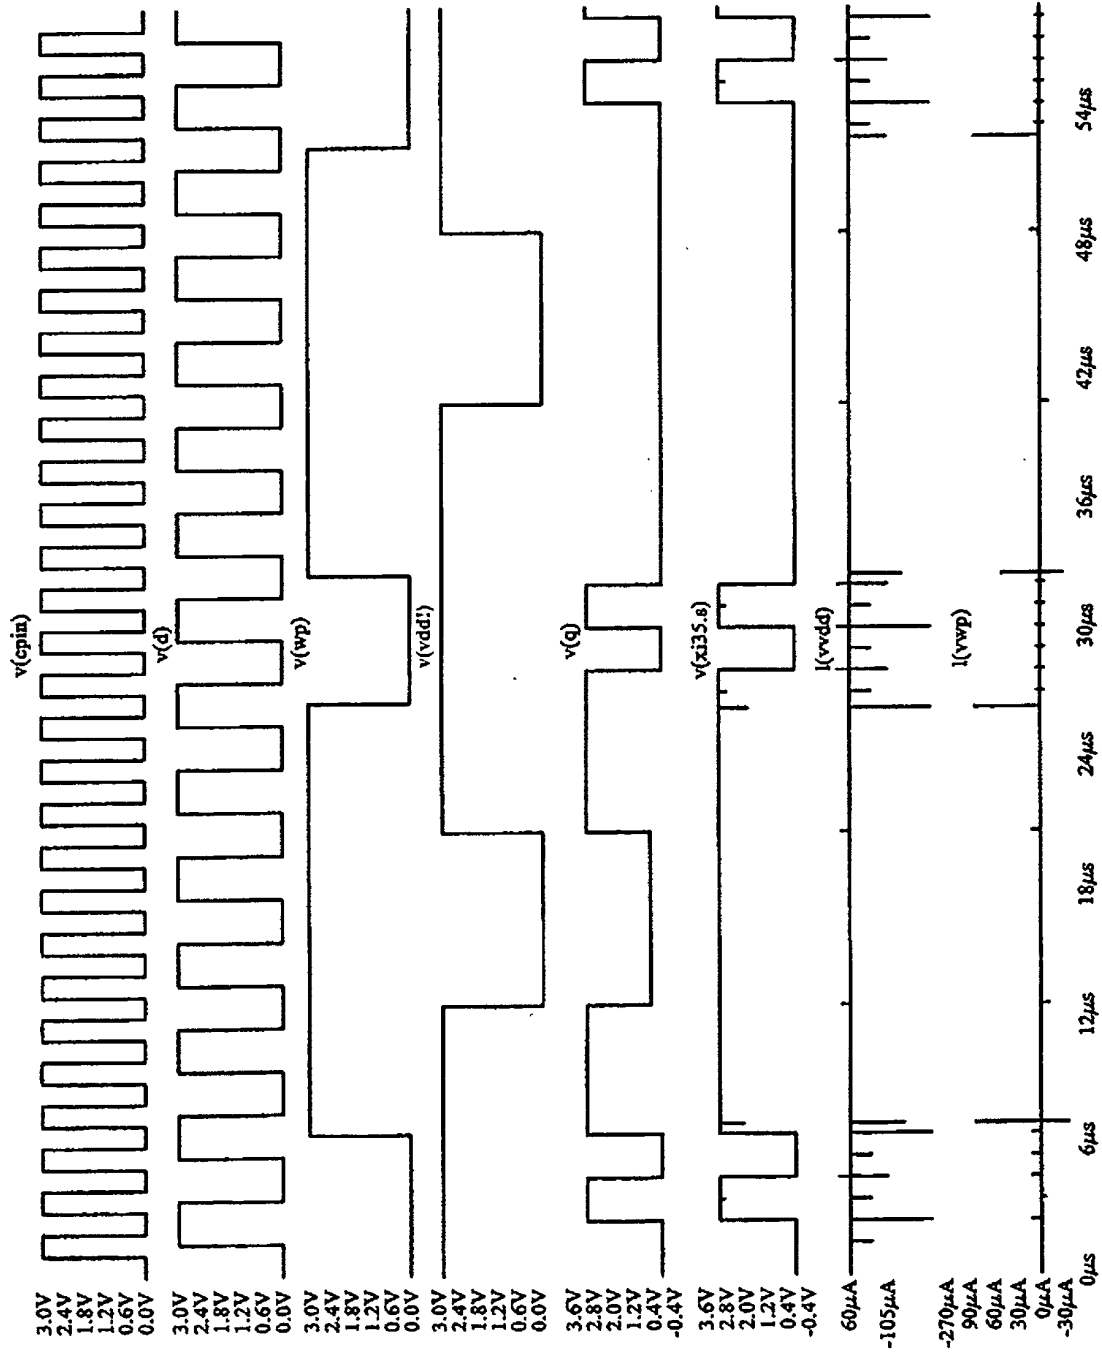 v(cpin)
3.0V
2.4V
1.8V
1.2V
0.6V
0.0V
v(d)
3.0V
2.4V
1.8V
1.2V
0.6V
0.0V
v(wp)
3.0V
2.4V
1.8V
1.2V
0.6V
0.0V
v(vdd!)
3.0V
2.4V
1.8V
1.2V
0.6V
0.0V
v(q)
3.6V
2.8V
2.0V
1.2V
0.4V
-0.4V
v(xi35.s)
3.6V
2.8V
2.0V
1.2V
0.4V
-0.4V
l(vvdd)
60µA
-105µA
-270µA
l(vwp)
90µA
60µA
30µA
0µA
-30µA
0µs 6µs 12µs 18µs 24µs 30µs 36µs 42µs 48µs 54µs